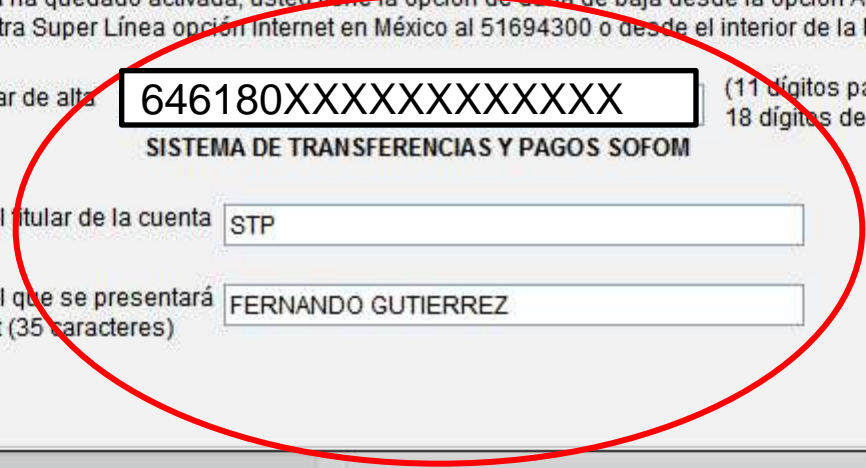 ha quedado activada, usted tiene la opción de darla de baja desde la opción A
tra Super Línea opción Internet en México al 51694300 o desde el interior de la
ar de alta 646180XXXXXXXXXXXX (11 dígitos pa
18 dígitos de
SISTEMA DE TRANSFERENCIAS Y PAGOS SOFOM
l titular de la cuenta STP
l que se presentará FERNANDO GUTIERREZ
(35 caracteres)